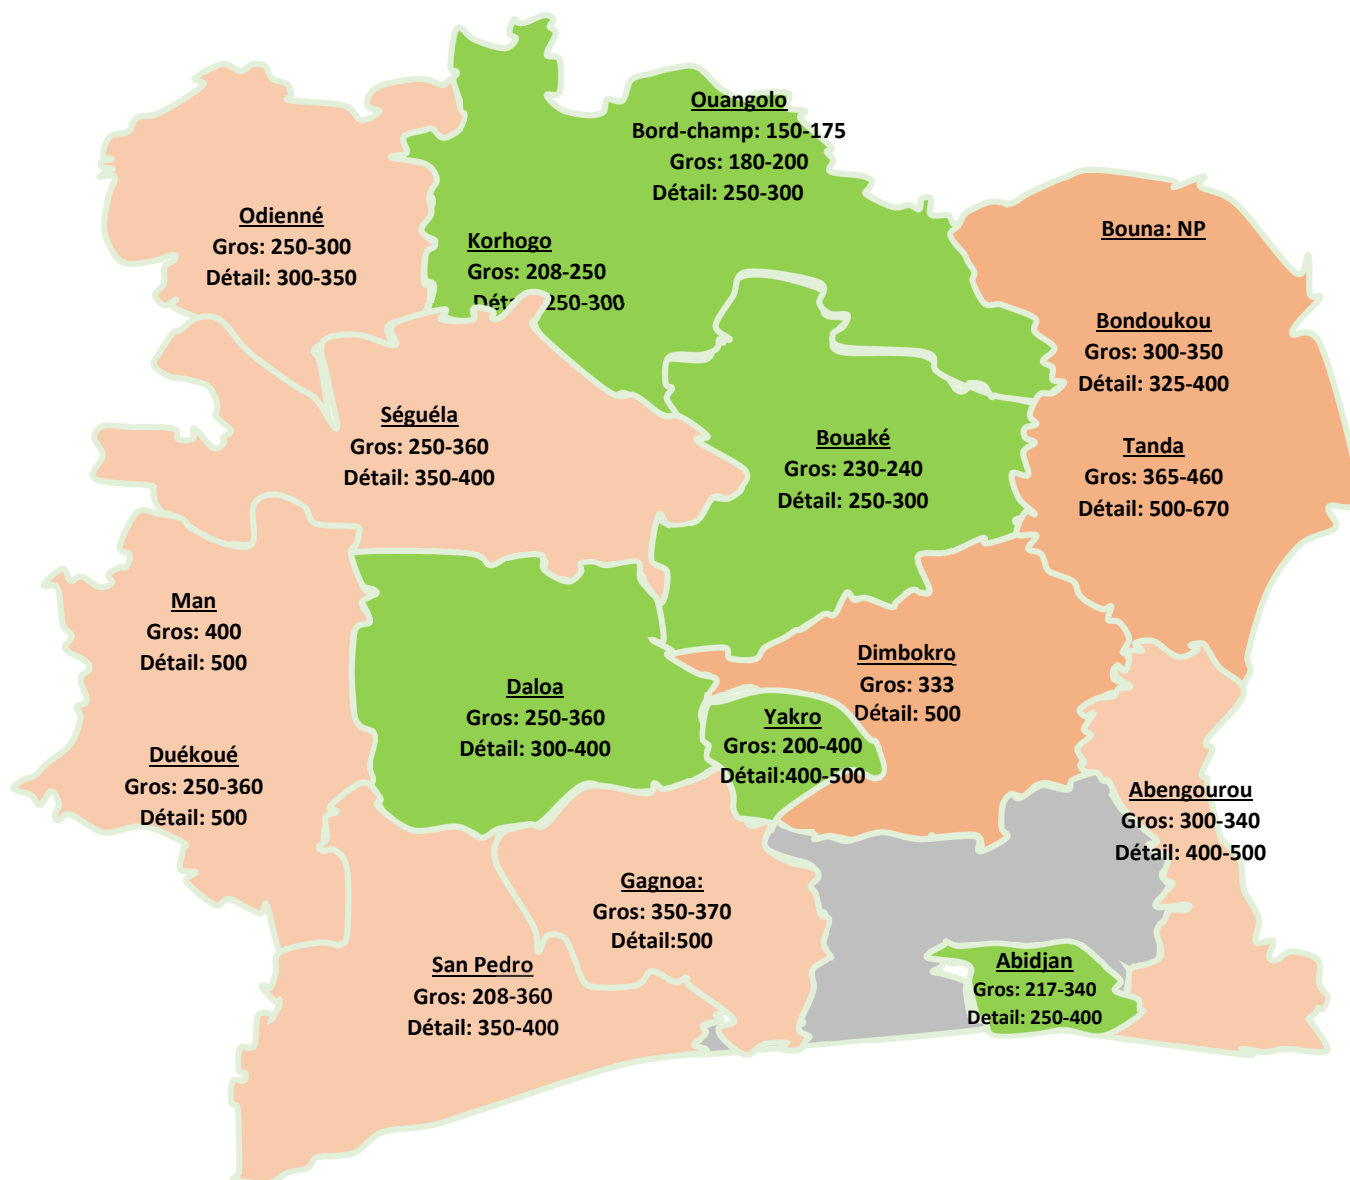 Ouangolo
Bord-champ: 150-175
Gros: 180-200
Détail: 250-300
Odienné
Gros: 250-300
Détail: 300-350
Korhogo
Gros: 208-250
Détail: 250-300
Bouna: NP
Bondoukou
Gros: 300-350
Détail: 325-400
Tanda
Gros: 365-460
Détail: 500-670
Séguéla
Gros: 250-360
Détail: 350-400
Bouaké
Gros: 230-240
Détail: 250-300
Man
Gros: 400
Détail: 500
Duékoué
Gros: 250-360
Détail: 500
Daloa
Gros: 250-360
Détail: 300-400
Dimbokro
Gros: 333
Détail: 500
Yakro
Gros: 200-400
Détail:400-500
Abengourou
Gros: 300-340
Détail: 400-500
Gagnoa:
Gros: 350-370
Détail:500
San Pedro
Gros: 208-360
Détail: 350-400
Abidjan
Gros: 217-340
Detail: 250-400